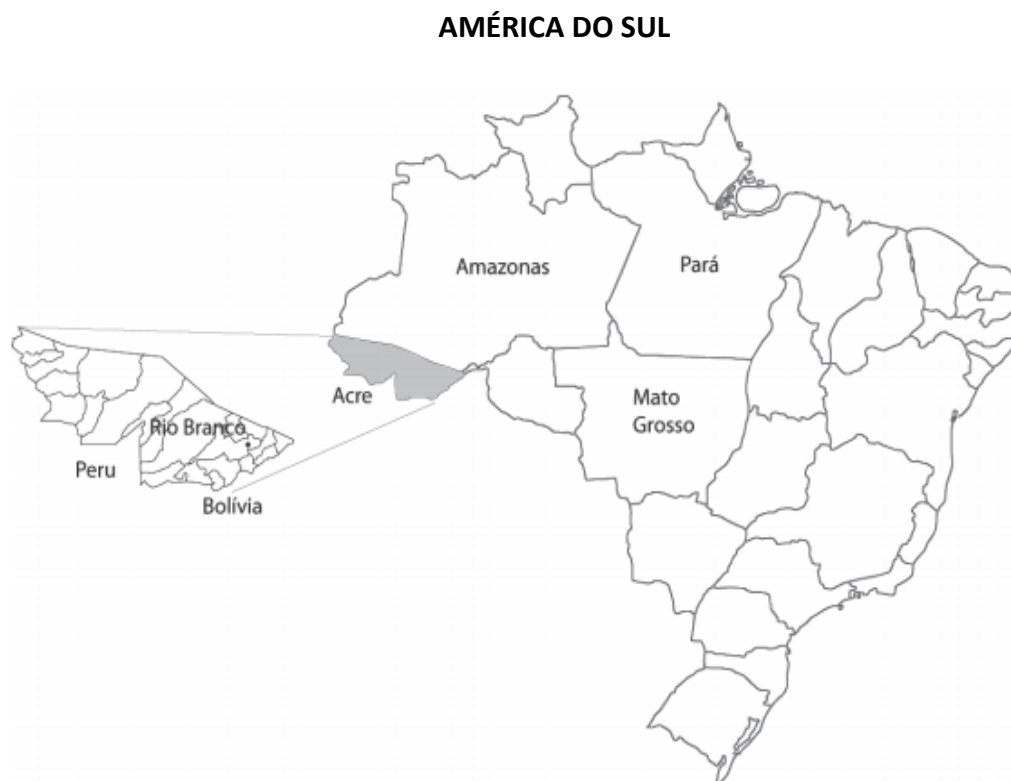 AMÉRICA DO SUL
Amazonas
Pará
Acre
Mato
Grosso
Rio Branco
Peru
Bolívia